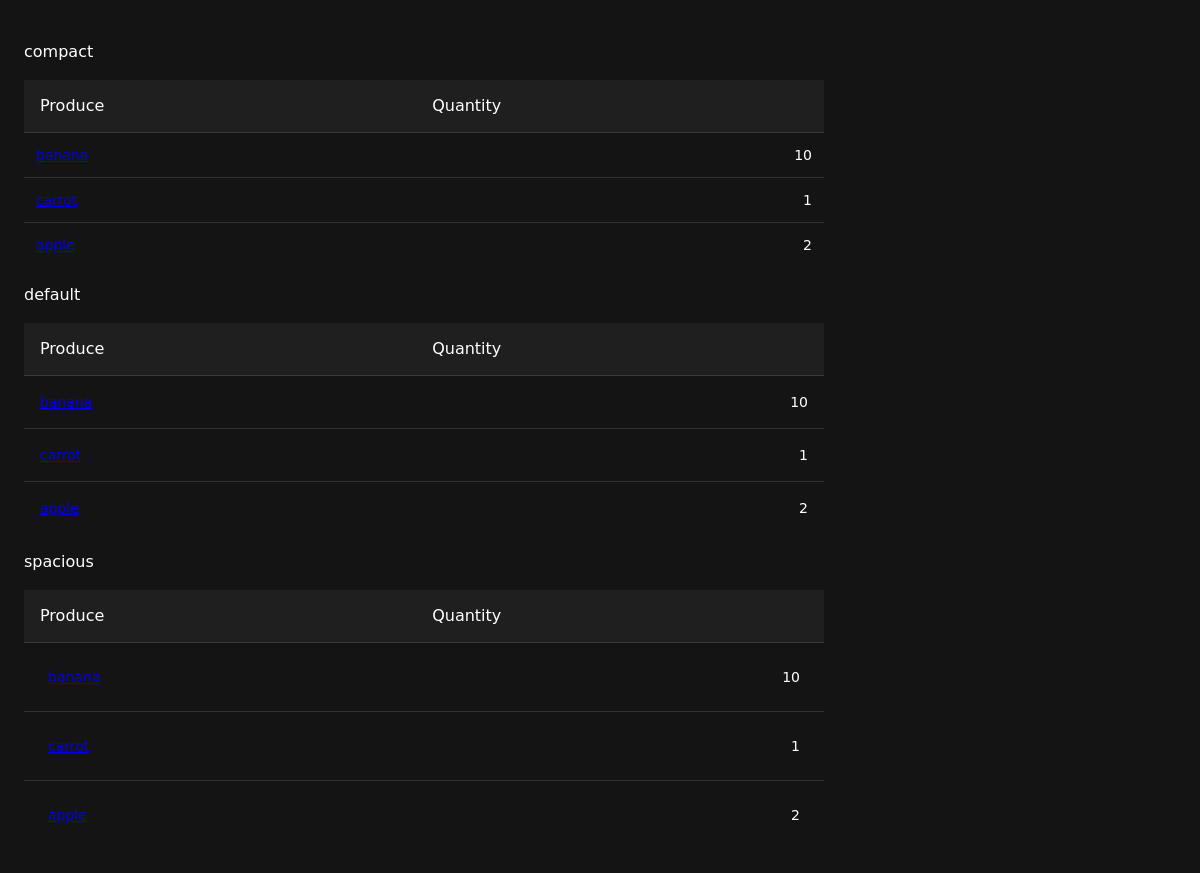 compact
Produce Quantity
banana 10
carrot 1
apple 2
default
Produce Quantity
banana 10
carrot 1
apple 2
spacious
Produce Quantity
banana 10
carrot 1
apple 2